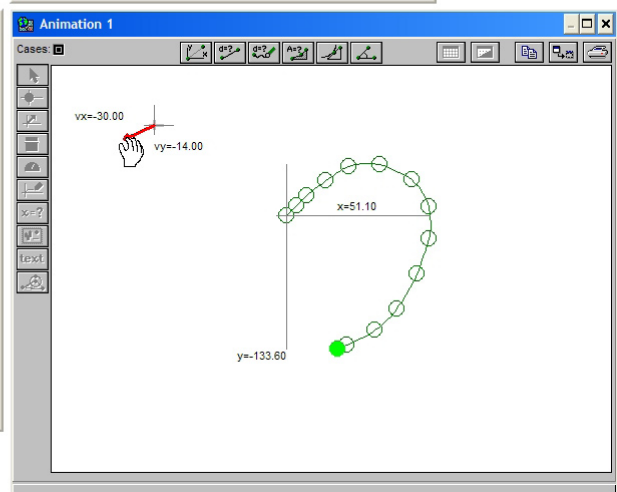 Animation 1
Cases:
y x
d=?
d=?
A=?
vx=-30.00
vy=-14.00
x=51.10
y=-133.60
x=?
text